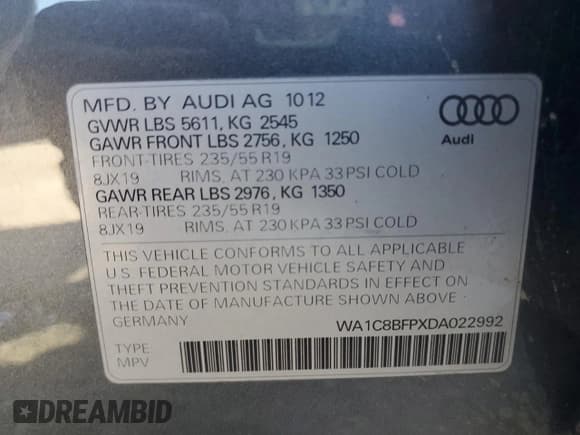 MFD. BY AUDI AG 1012
GVWR LBS 5611, KG 2545
GAWR FRONT LBS 2756, KG 1250
FRONT-TIRES 235/55 R19
8JX19 RIMS, AT 230 KPA 33 PSI COLD
GAWR REAR LBS 2976, KG 1350
REAR-TIRES 235/55 R19
8JX19 RIMS, AT 230 KPA 33 PSI COLD
Audi
THIS VEHICLE CONFORMS TO ALL APPLICABLE
U.S. FEDERAL MOTOR VEHICLE SAFETY AND
THEFT PREVENTION STANDARDS IN EFFECT ON
THE DATE OF MANUFACTURE SHOWN ABOVE.
GERMANY
WA1C8BFPXDA022992
TYPE
MPV
DREAMBID